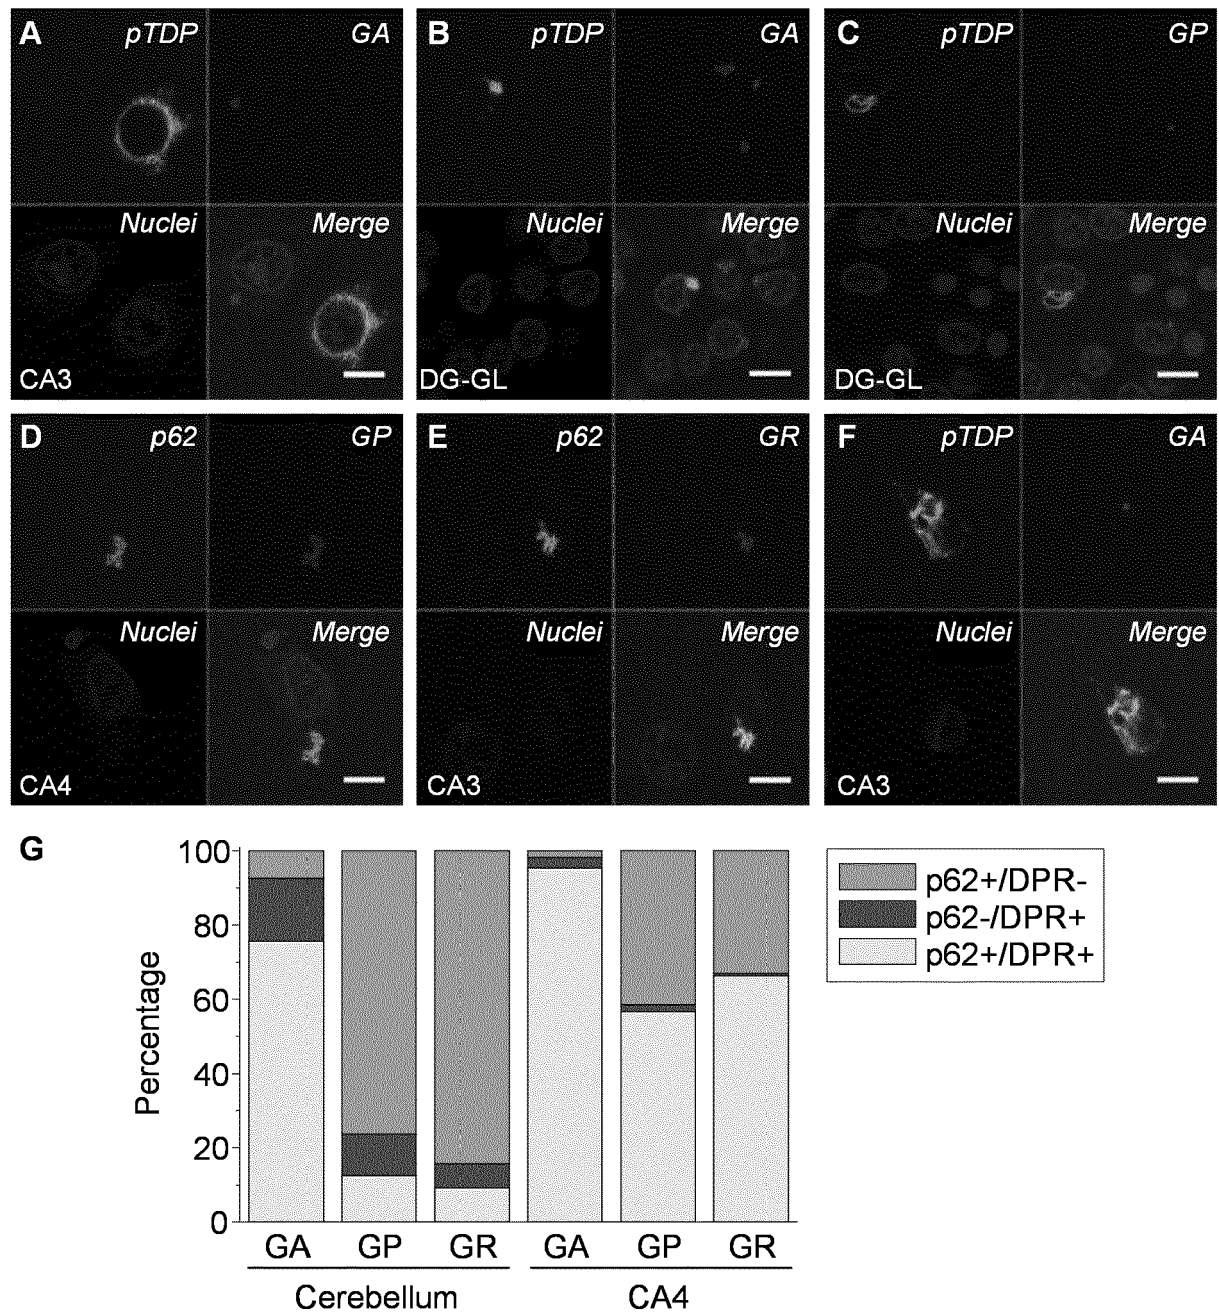 A pTDP GA
Nuclei Merge
CA3
B pTDP GA
Nuclei Merge
DG-GL
C pTDP GP
Nuclei Merge
DG-GL
D p62 GP
Nuclei Merge
CA4
E p62 GR
Nuclei Merge
CA3
F pTDP GA
Nuclei Merge
CA3
G
Percentage
100
80
60
40
20
0
GA GP GR GA GP GR
Cerebellum CA4
p62+/DPR-
p62-/DPR+
p62+/DPR+